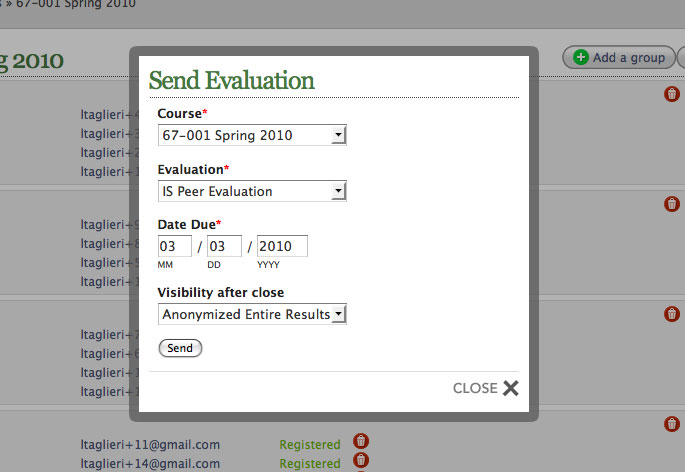 » 67-001 Spring 2010
g 2010
Add a group
Send Evaluation
Course*
67-001 Spring 2010
Evaluation*
IS Peer Evaluation
Date Due*
03 / 03 / 2010
MM DD YYYY
Visibility after close
Anonymized Entire Results
Send
CLOSE
ltaglieri+4
ltaglieri+3
ltaglieri+2
ltaglieri+1
ltaglieri+9
ltaglieri+8
ltaglieri+5
ltaglieri+1
ltaglieri+7
ltaglieri+6
ltaglieri+1
ltaglieri+1
ltaglieri+11@gmail.com Registered
ltaglieri+14@gmail.com Registered